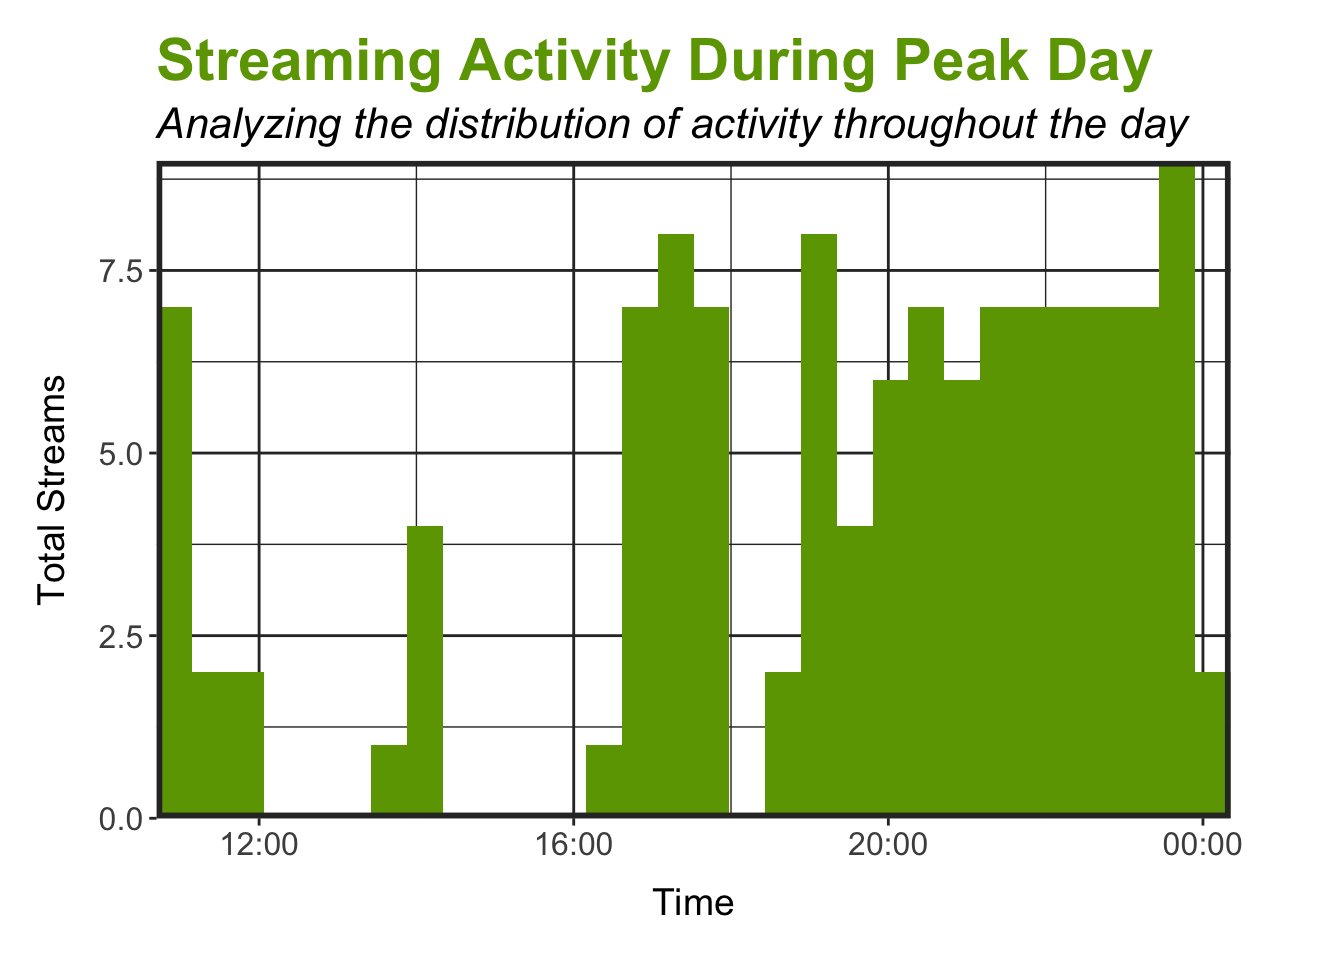 Streaming Activity During Peak Day
Analyzing the distribution of activity throughout the day
Total Streams
7.5
5.0
2.5
0.0
12:00 16:00 20:00 00:00
Time